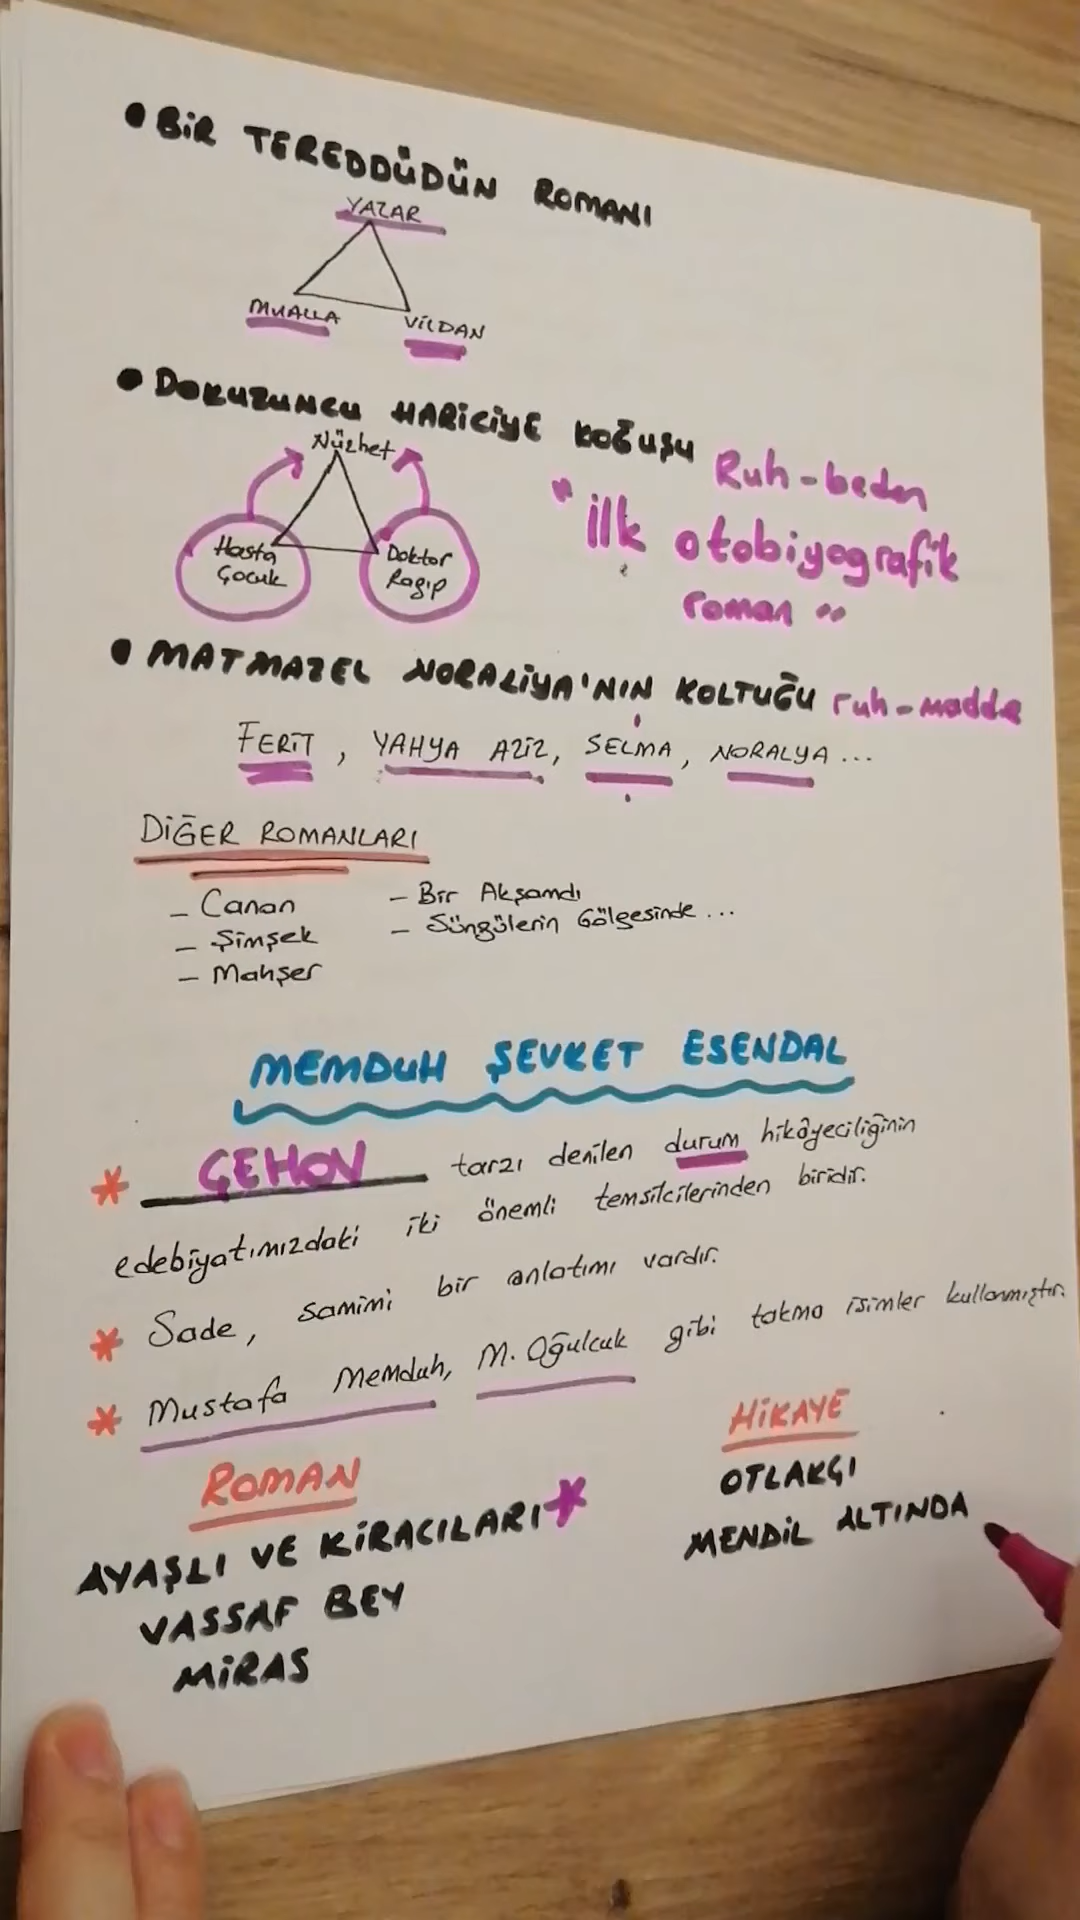 • BİR TEREDDÜDÜN ROMANI
YAZAR
MUALLA
VİLDAN
• DOKUZUNCU HARİCİYE KOĞUŞU
Ruh-beden
Nüzhet
Hasta Çocuk
Doktor Ragıp
"ilk otobiyografik
roman"
• MATMAZEL NORALİYA'NIN KOLTUĞU ruh-madde
FERİT, YAHYA AZİZ, SELMA, NORALYA...
DİĞER ROMANLARI
- Canan
- Şimşek
- Mahşer
- Bir Akşamdı
- Süngülerin Gölgesinde...
MEMDUH ŞEVKET ESENDAL
* ÇEHOV tarzı denilen durum hikâyeciliğinin
edebiyatımızdaki iki önemli temsilcilerinden biridir.
* Sade, samimi bir anlatımı vardır.
* Mustafa Memduh, M. Oğulcuk gibi takma isimler kullanmıştır.
ROMAN
AYAŞLI VE KİRACILARI*
VASSAF BEY
MİRAS
HİKAYE
OTLAKÇI
MENDİL ALTINDA